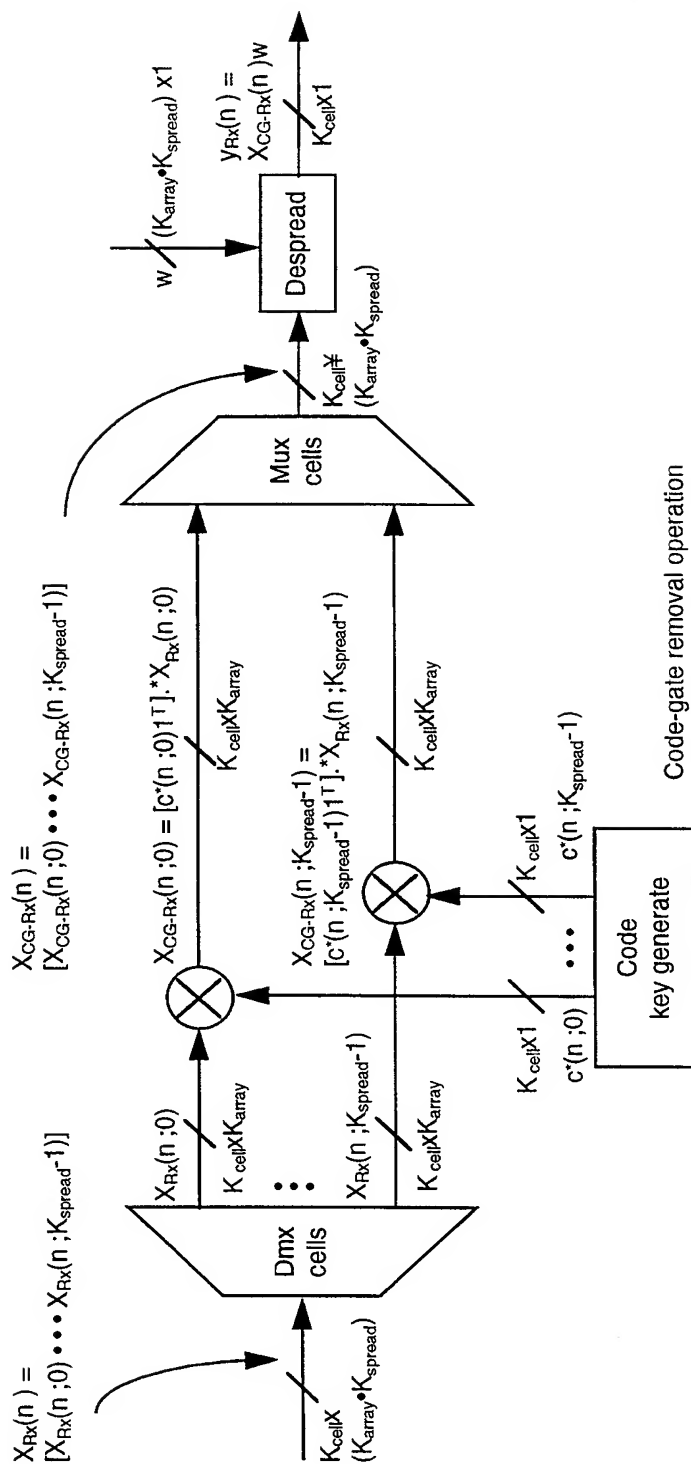 X_Rx(n ) =
[X_Rx(n ;0) ••• X_Rx(n ;K_spread-1)]
K_cell x
(K_array•K_spread)
Dmx
cells
X_Rx(n ;0)
K_cell x K_array
•••
X_Rx(n ;K_spread-1)
K_cell x K_array
X_CG-Rx(n ) =
[X_CG-Rx(n ;0) ••• X_CG-Rx(n ;K_spread-1)]
X_CG-Rx(n ;0) = [c*(n ;0)1^T].*X_Rx(n ;0)
K_cell x K_array
X_CG-Rx(n ;K_spread-1) =
[c*(n ;K_spread-1)1^T].*X_Rx(n ;K_spread-1)
K_cell x K_array
K_cell x1
c*(n ;0)
•••
K_cell x1
c*(n ;K_spread-1)
Code
key generate
Mux
cells
K_cell ¥
(K_array•K_spread)
w
(K_array•K_spread) x1
Despread
y_Rx(n ) =
X_CG-Rx(n )w
K_cell x1
Code-gate removal operation